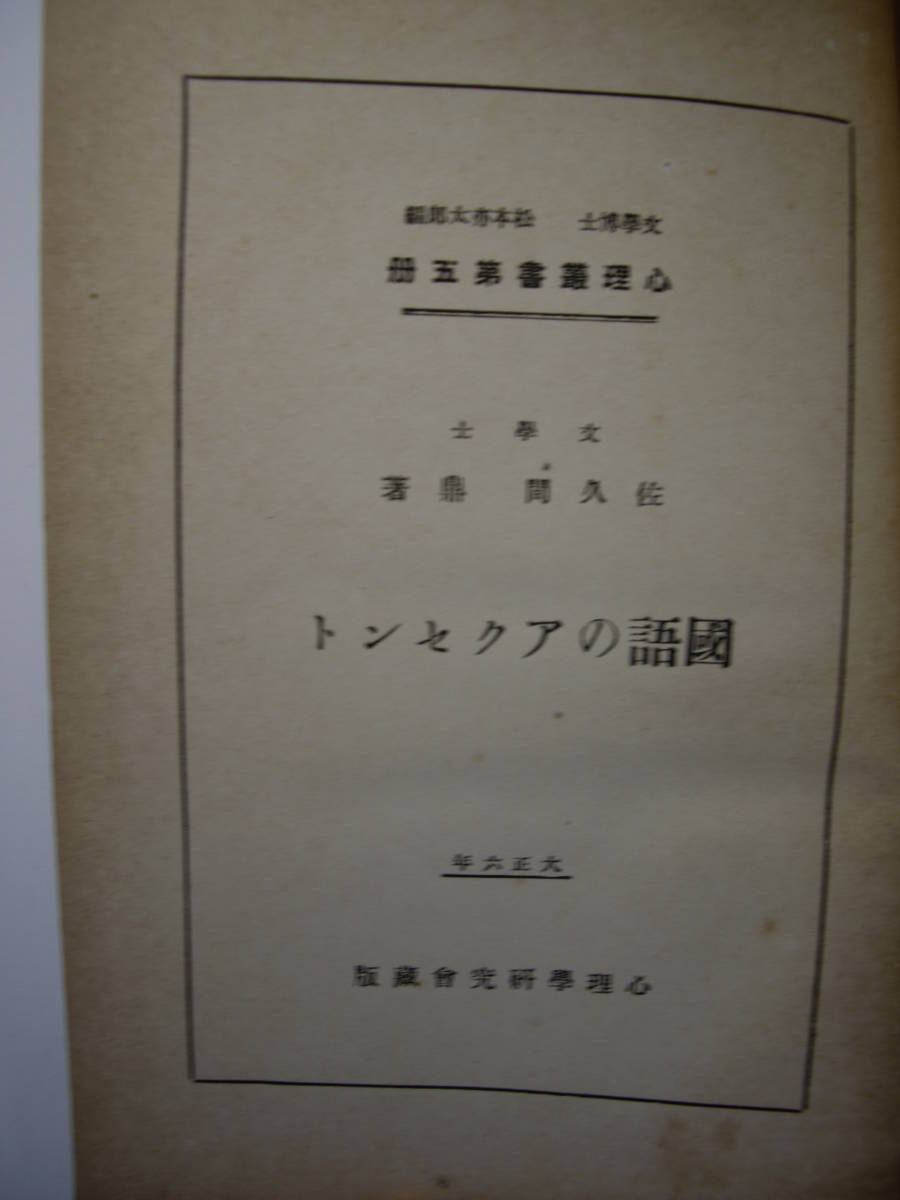 文學博士 松本亦太郎編
心理叢書第五册
文學士
佐久間鼎著
國語のアクセント
大正六年
心理學研究會藏版